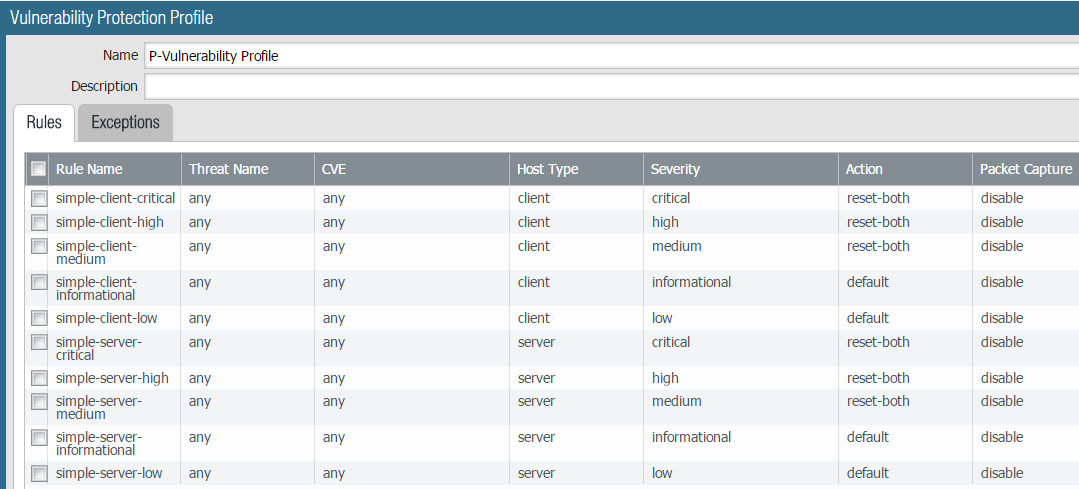 Vulnerability Protection Profile
Name P-Vulnerability Profile
Description
Rules Exceptions
Rule Name Threat Name CVE Host Type Severity Action Packet Capture
simple-client-critical any any client critical reset-both disable
simple-client-high any any client high reset-both disable
simple-client- any any client medium reset-both disable
medium
simple-client- any any client informational default disable
informational
simple-client-low any any client low default disable
simple-server- any any server critical reset-both disable
critical
simple-server-high any any server high reset-both disable
simple-server- any any server medium reset-both disable
medium
simple-server- any any server informational default disable
informational
simple-server-low any any server low default disable